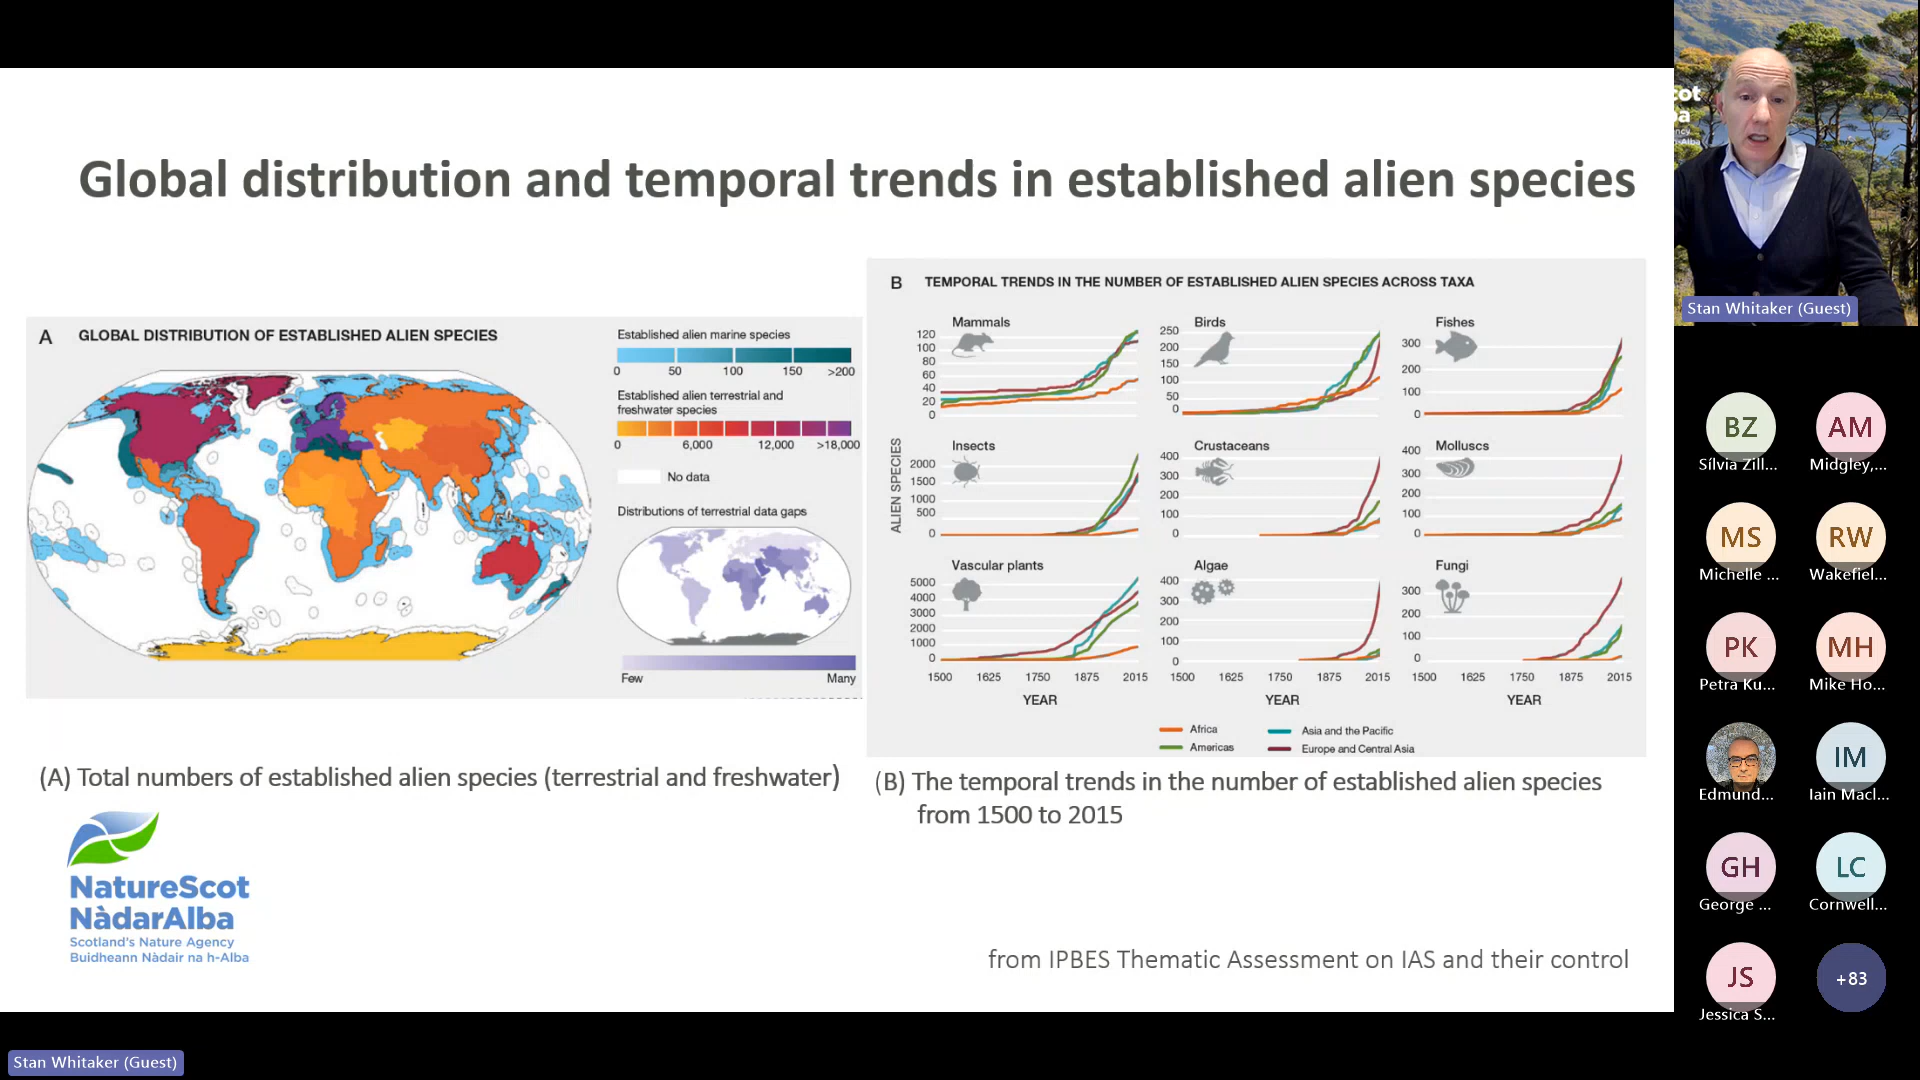 Global distribution and temporal trends in established alien species
A GLOBAL DISTRIBUTION OF ESTABLISHED ALIEN SPECIES
Established alien marine species
0 50 100 150 >200
Established alien terrestrial and
freshwater species
0 6,000 12,000 >18,000
No data
Distributions of terrestrial data gaps
Few Many
B TEMPORAL TRENDS IN THE NUMBER OF ESTABLISHED ALIEN SPECIES ACROSS TAXA
ALIEN SPECIES
Mammals
120
100
80
60
40
20
0
Birds
250
200
150
100
50
0
Fishes
300
200
100
0
Insects
2000
1500
1000
500
0
Crustaceans
400
300
200
100
0
Molluscs
400
300
200
100
0
Vascular plants
5000
4000
3000
2000
1000
0
Algae
400
300
200
100
0
Fungi
300
200
100
0
1500 1625 1750 1875 2015
1500 1625 1750 1875 2015
1500 1625 1750 1875 2015
YEAR YEAR YEAR
Africa
Americas
Asia and the Pacific
Europe and Central Asia
(A) Total numbers of established alien species (terrestrial and freshwater)
(B) The temporal trends in the number of established alien species
from 1500 to 2015
NatureScot
NàdarAlba
Scotland's Nature Agency
Buidheann Nàdair na h-Alba
from IPBES Thematic Assessment on IAS and their control
Stan Whitaker (Guest)
Stan Whitaker (Guest)
BZ
Sílvia Zill...
AM
Midgley,...
MS
Michelle ...
RW
Wakefiel...
PK
Petra Ku...
MH
Mike Ho...
Edmund...
IM
Iain Macl...
GH
George ...
LC
Cornwell...
JS
Jessica S...
+83